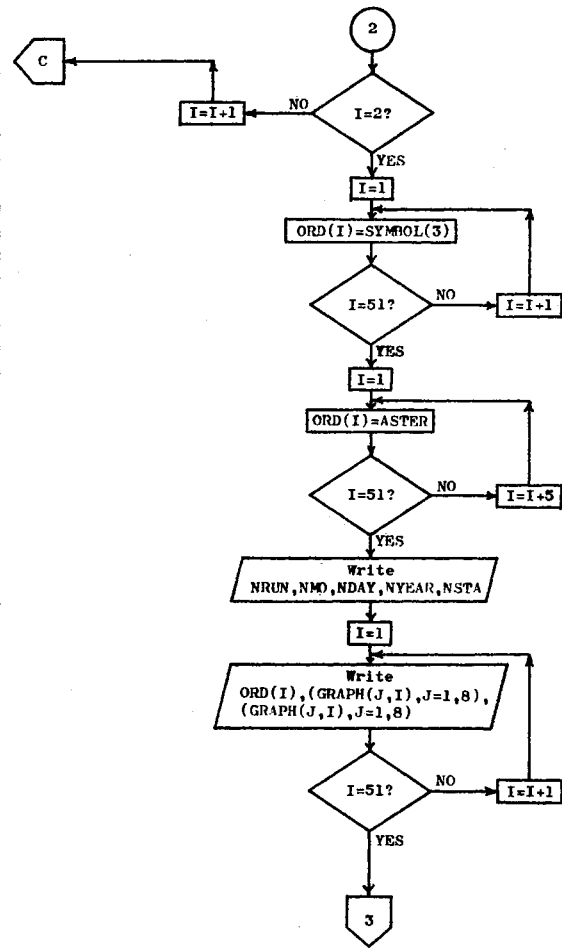 2
C
I=2?
NO
I=I+1
YES
I=1
ORD(I)=SYMBOL(3)
I=51?
NO
I=I+1
YES
I=1
ORD(I)=ASTER
I=51?
NO
I=I+5
YES
Write
NRUN,NMO,NDAY,NYEAR,NSTA
I=1
Write
ORD(I),(GRAPH(J,I),J=1,8),
(GRAPH(J,I),J=1,8)
I=51?
NO
I=I+1
YES
3